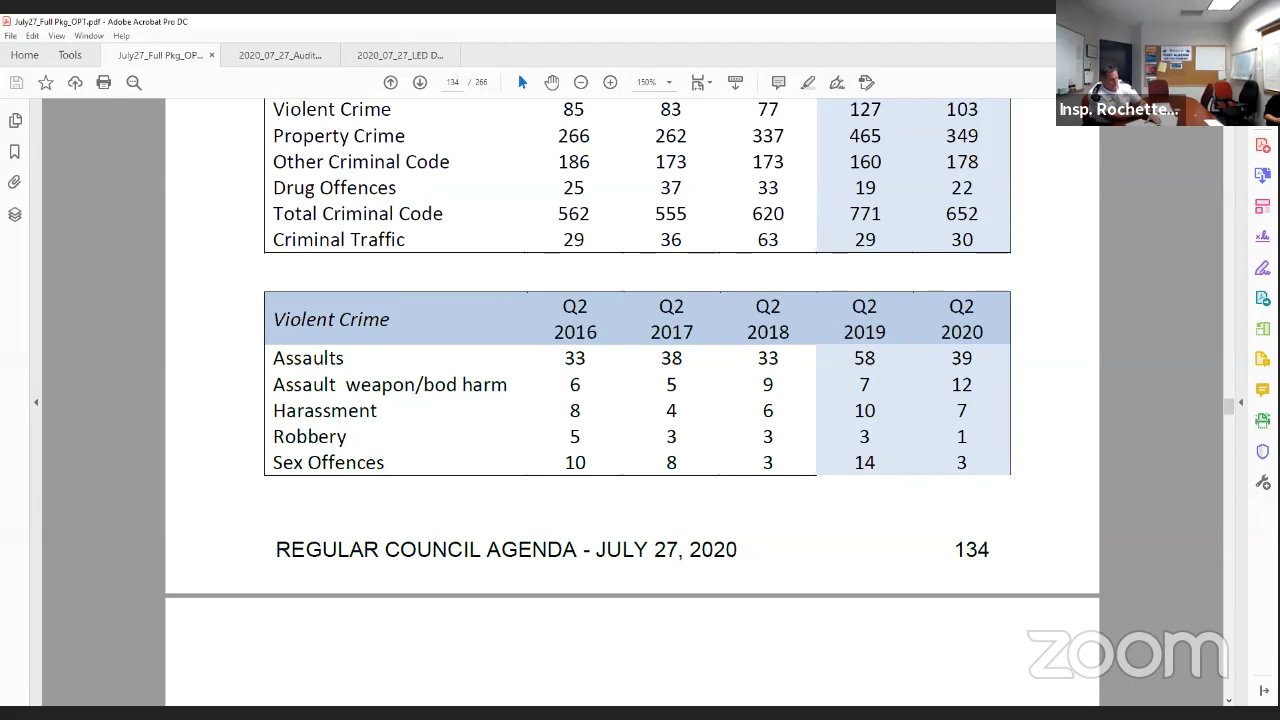 July27_Full Pkg_OPT.pdf - Adobe Acrobat Pro DC
File Edit View Window Help
Home Tools July27_Full Pkg_OP... × 2020_07_27_Audit... 2020_07_27_LED D...
134 / 266 150%
Insp. Rochette...
Violent Crime 85 83 77 127 103
Property Crime 266 262 337 465 349
Other Criminal Code 186 173 173 160 178
Drug Offences 25 37 33 19 22
Total Criminal Code 562 555 620 771 652
Criminal Traffic 29 36 63 29 30
Violent Crime Q2 2016 Q2 2017 Q2 2018 Q2 2019 Q2 2020
Assaults 33 38 33 58 39
Assault weapon/bod harm 6 5 9 7 12
Harassment 8 4 6 10 7
Robbery 5 3 3 3 1
Sex Offences 10 8 3 14 3
REGULAR COUNCIL AGENDA - JULY 27, 2020 134
zoom